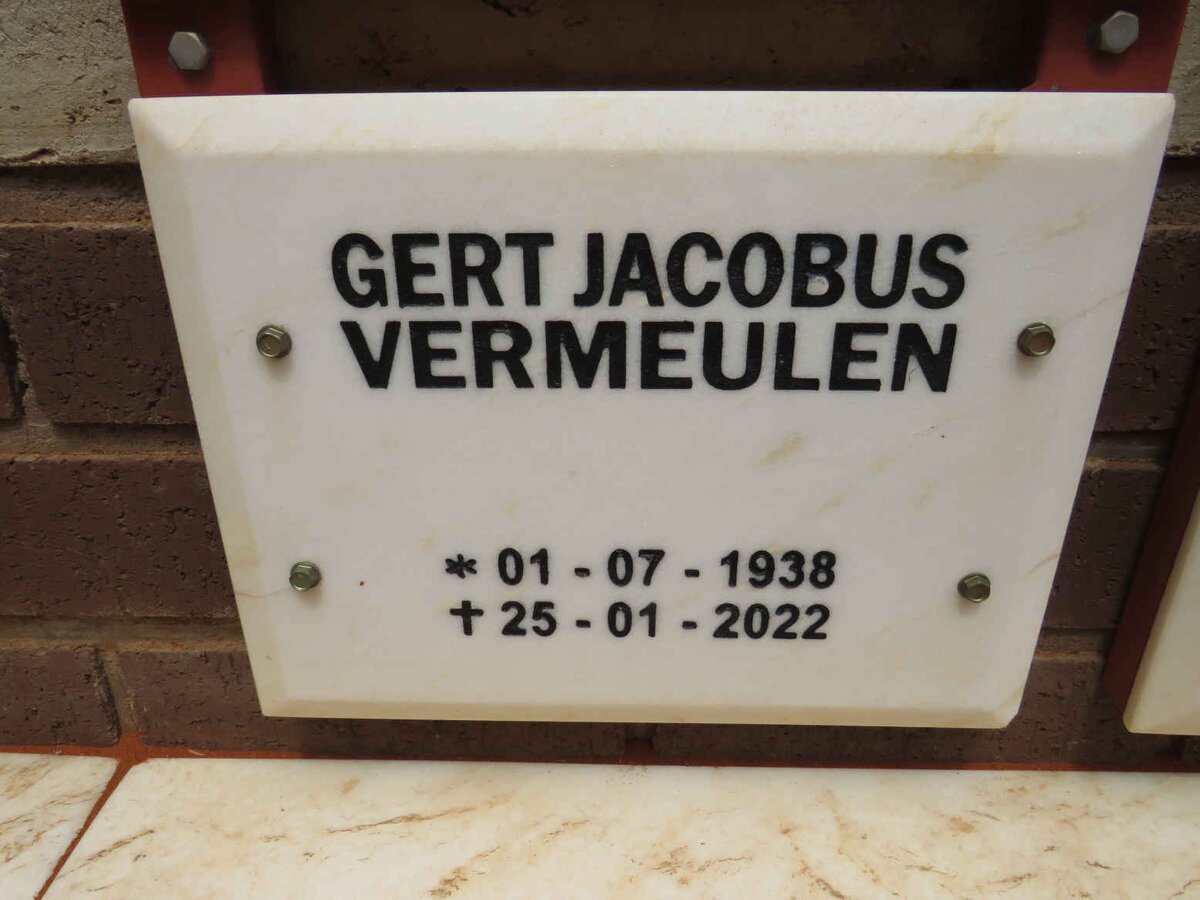 GERT JACOBUS
VERMEULEN
* 01 - 07 - 1938
✝ 25 - 01 - 2022